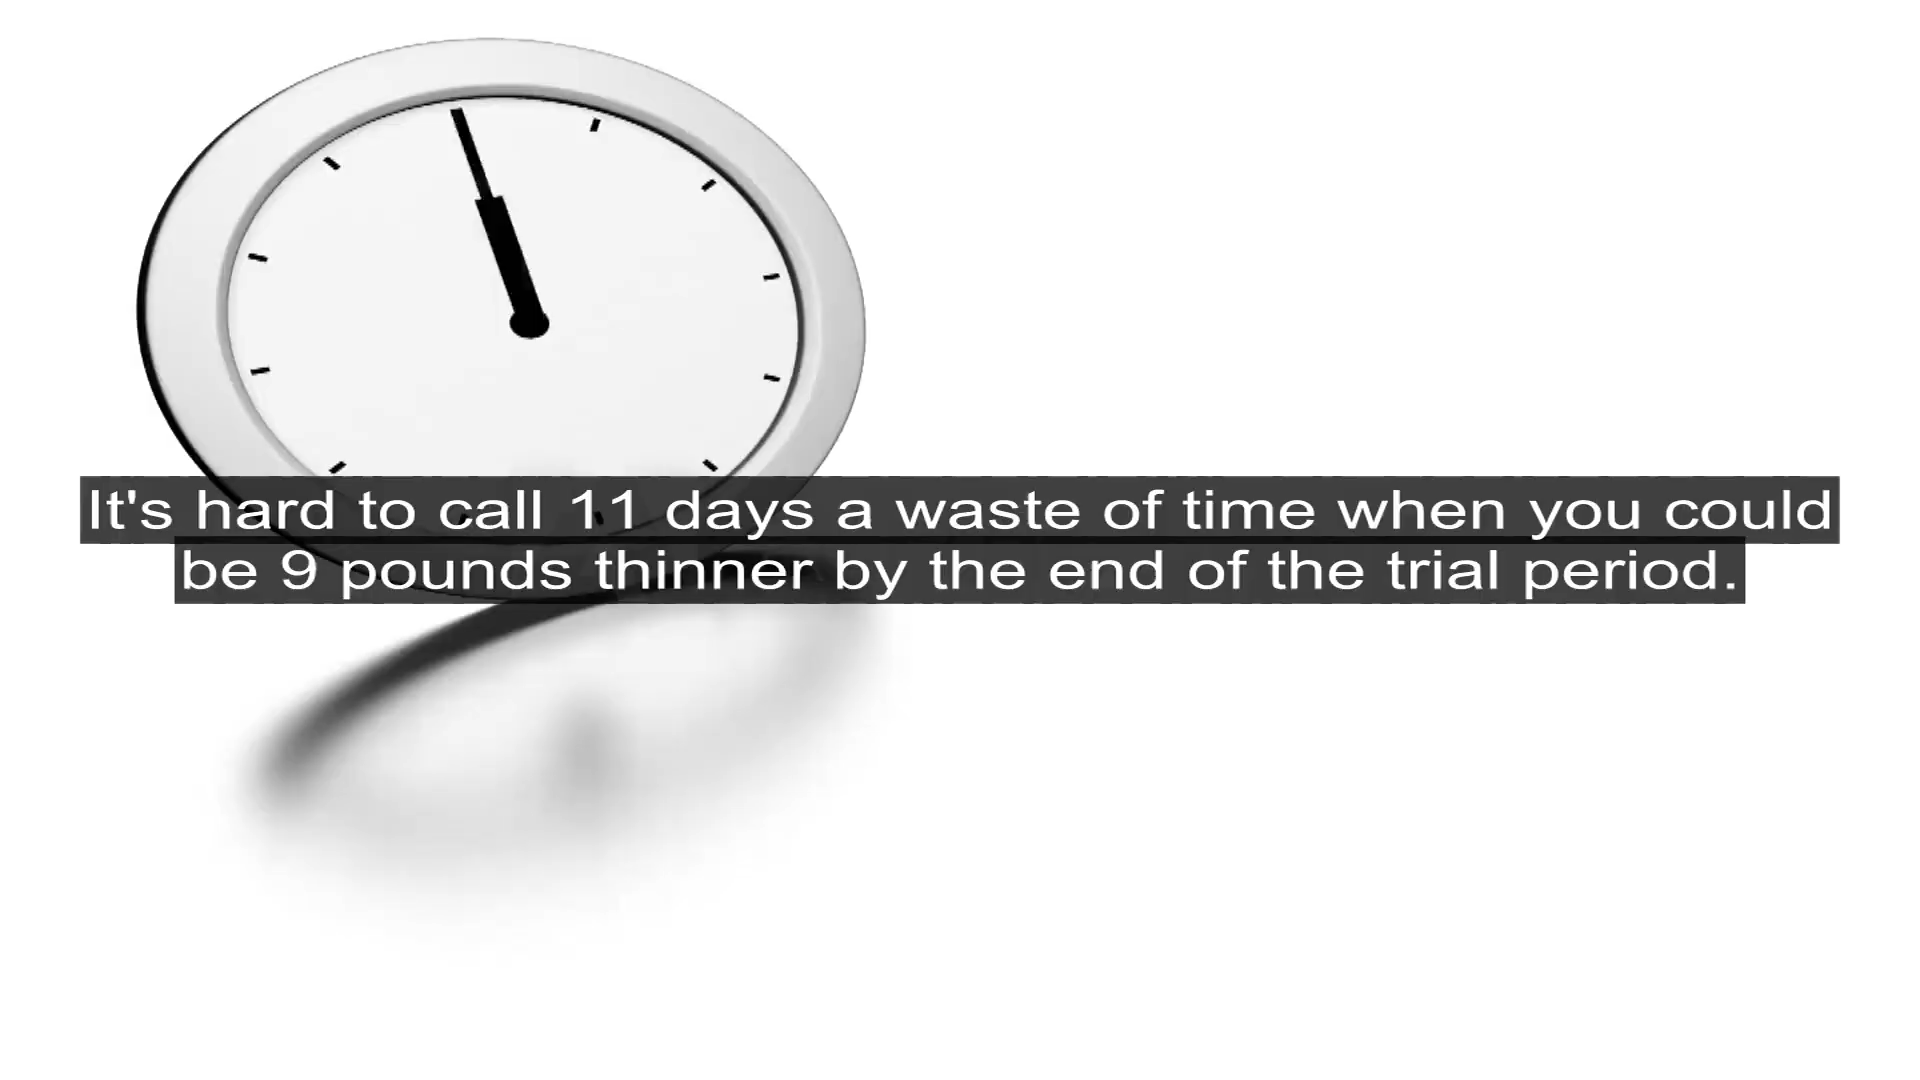 It's hard to call 11 days a waste of time when you could
be 9 pounds thinner by the end of the trial period.